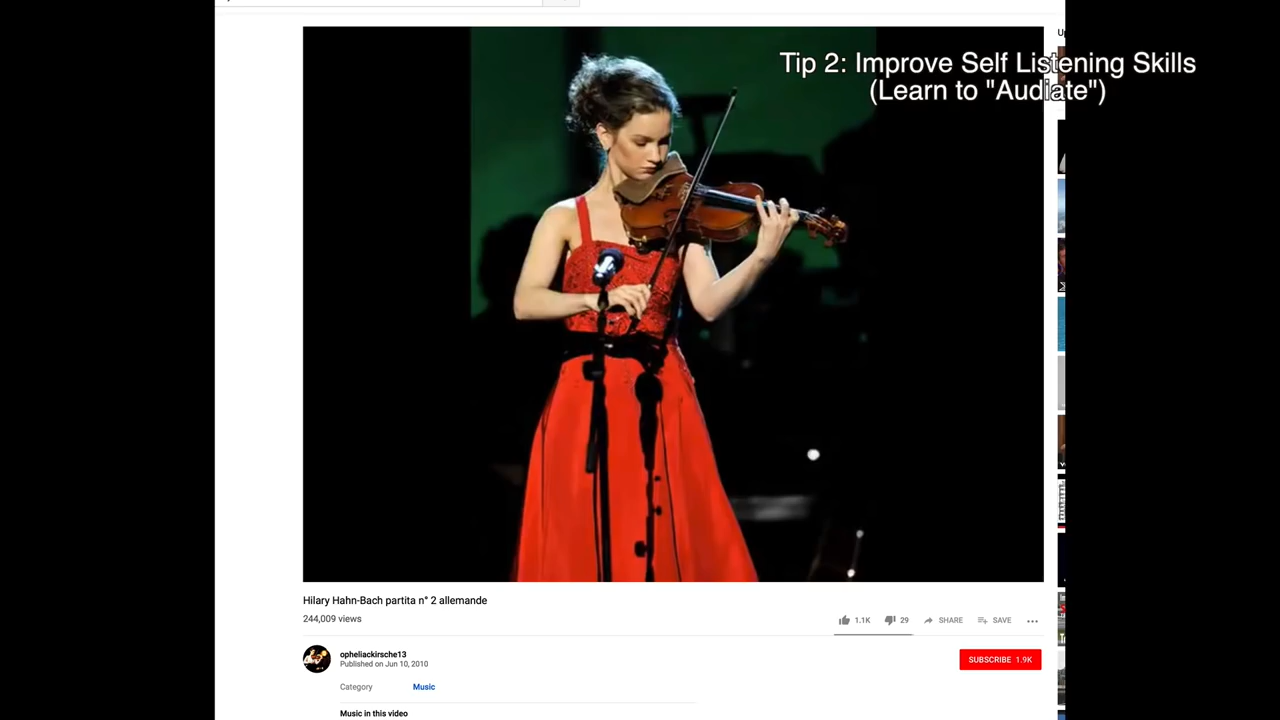 Tip 2: Improve Self Listening Skills
(Learn to "Audiate")
Hilary Hahn-Bach partita n° 2 allemande
244,009 views
1.1K 29 SHARE SAVE
opheliackirsche13
Published on Jun 10, 2010
SUBSCRIBE 1.9K
Category Music
Music in this video